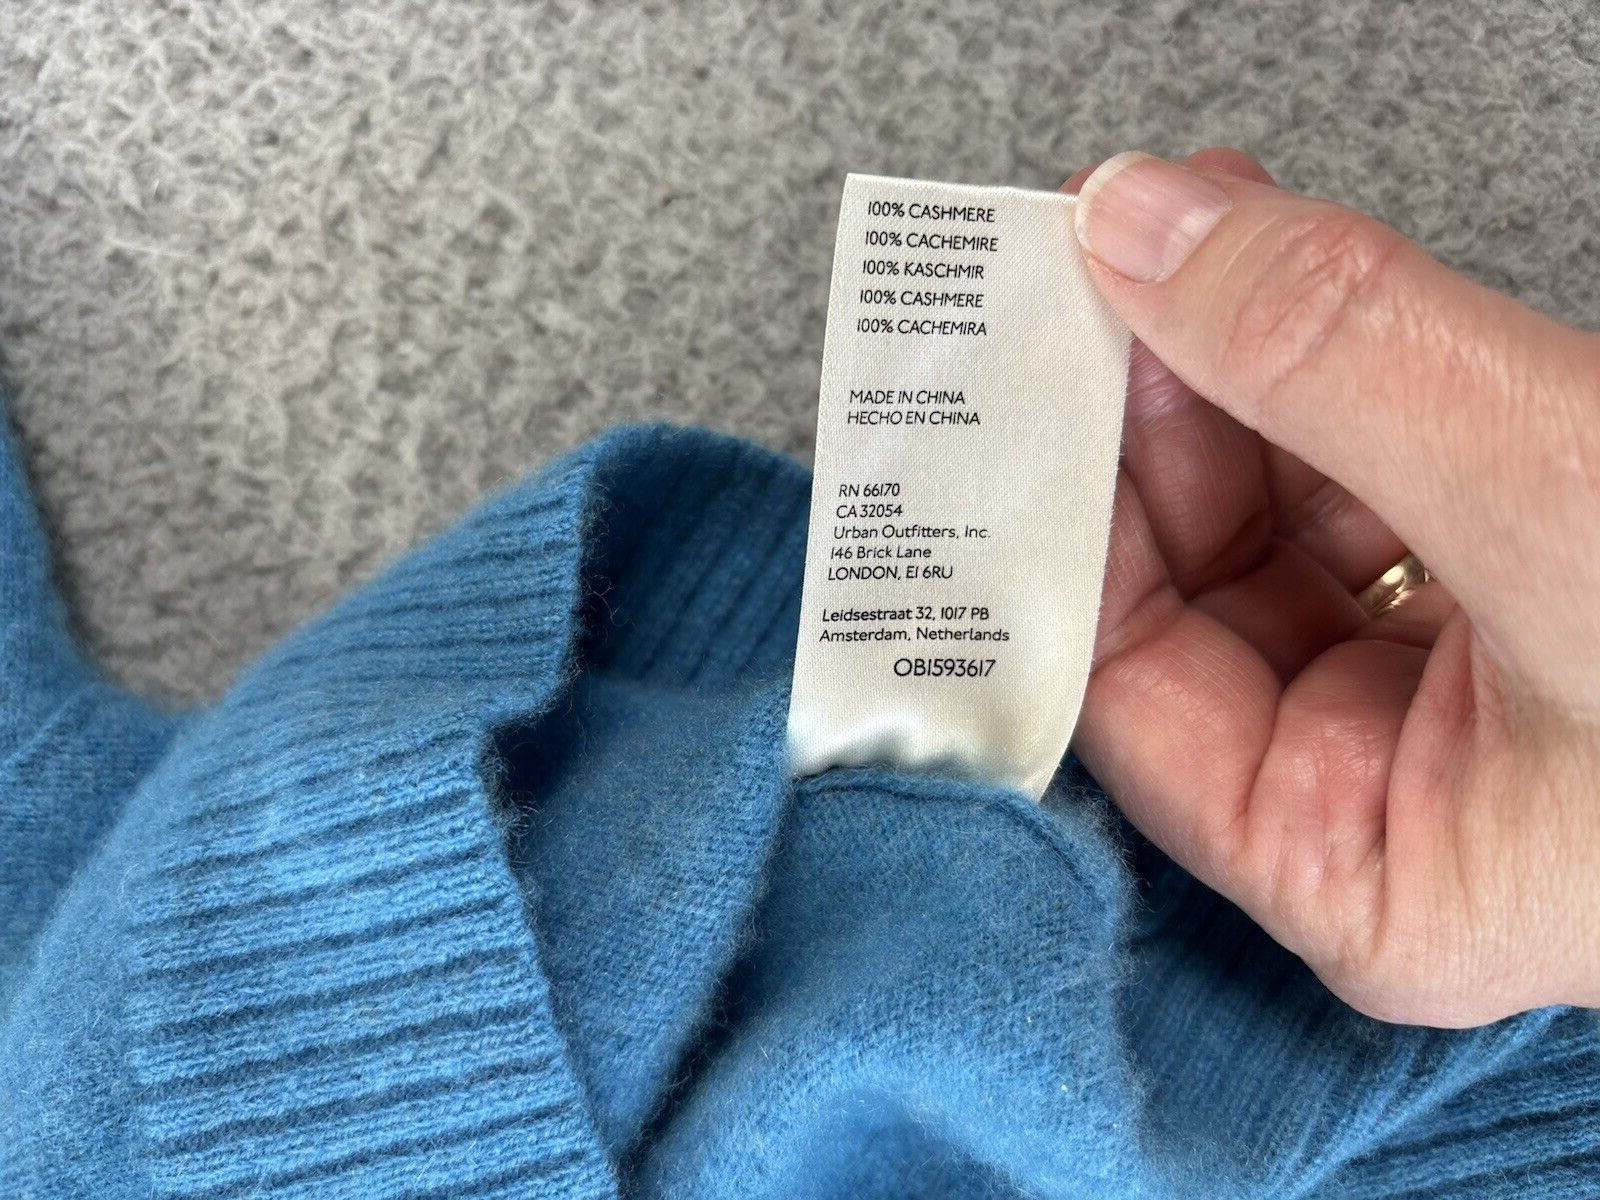 100% CASHMERE
100% CACHEMIRE
100% KASCHMIR
100% CASHMERE
100% CACHEMIRA
MADE IN CHINA
HECHO EN CHINA
RN 66170
CA 32054
Urban Outfitters, Inc.
146 Brick Lane
LONDON, E1 6RU
Leidsestraat 32, 1017 PB
Amsterdam, Netherlands
OB1593617